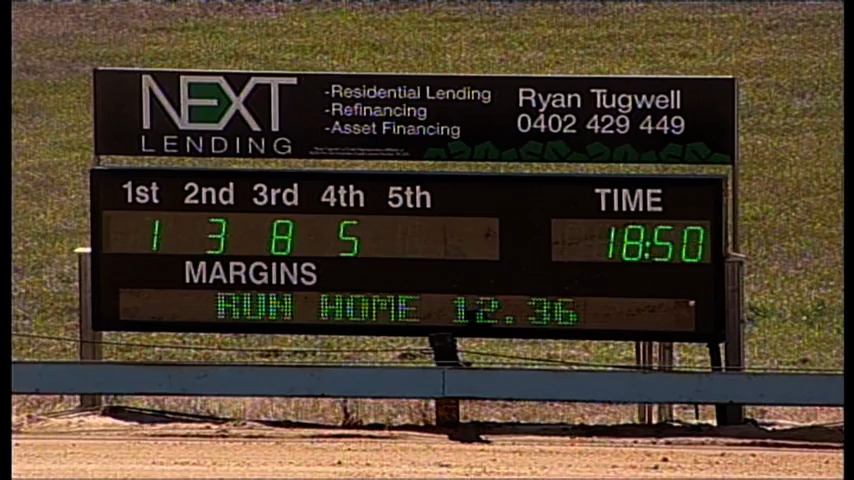 NEXT
LENDING
-Residential Lending
-Refinancing
-Asset Financing
Ryan Tugwell
0402 429 449
1st 2nd 3rd 4th 5th
TIME
1 3 8 5
18:50
MARGINS
RUN HOME 12.36